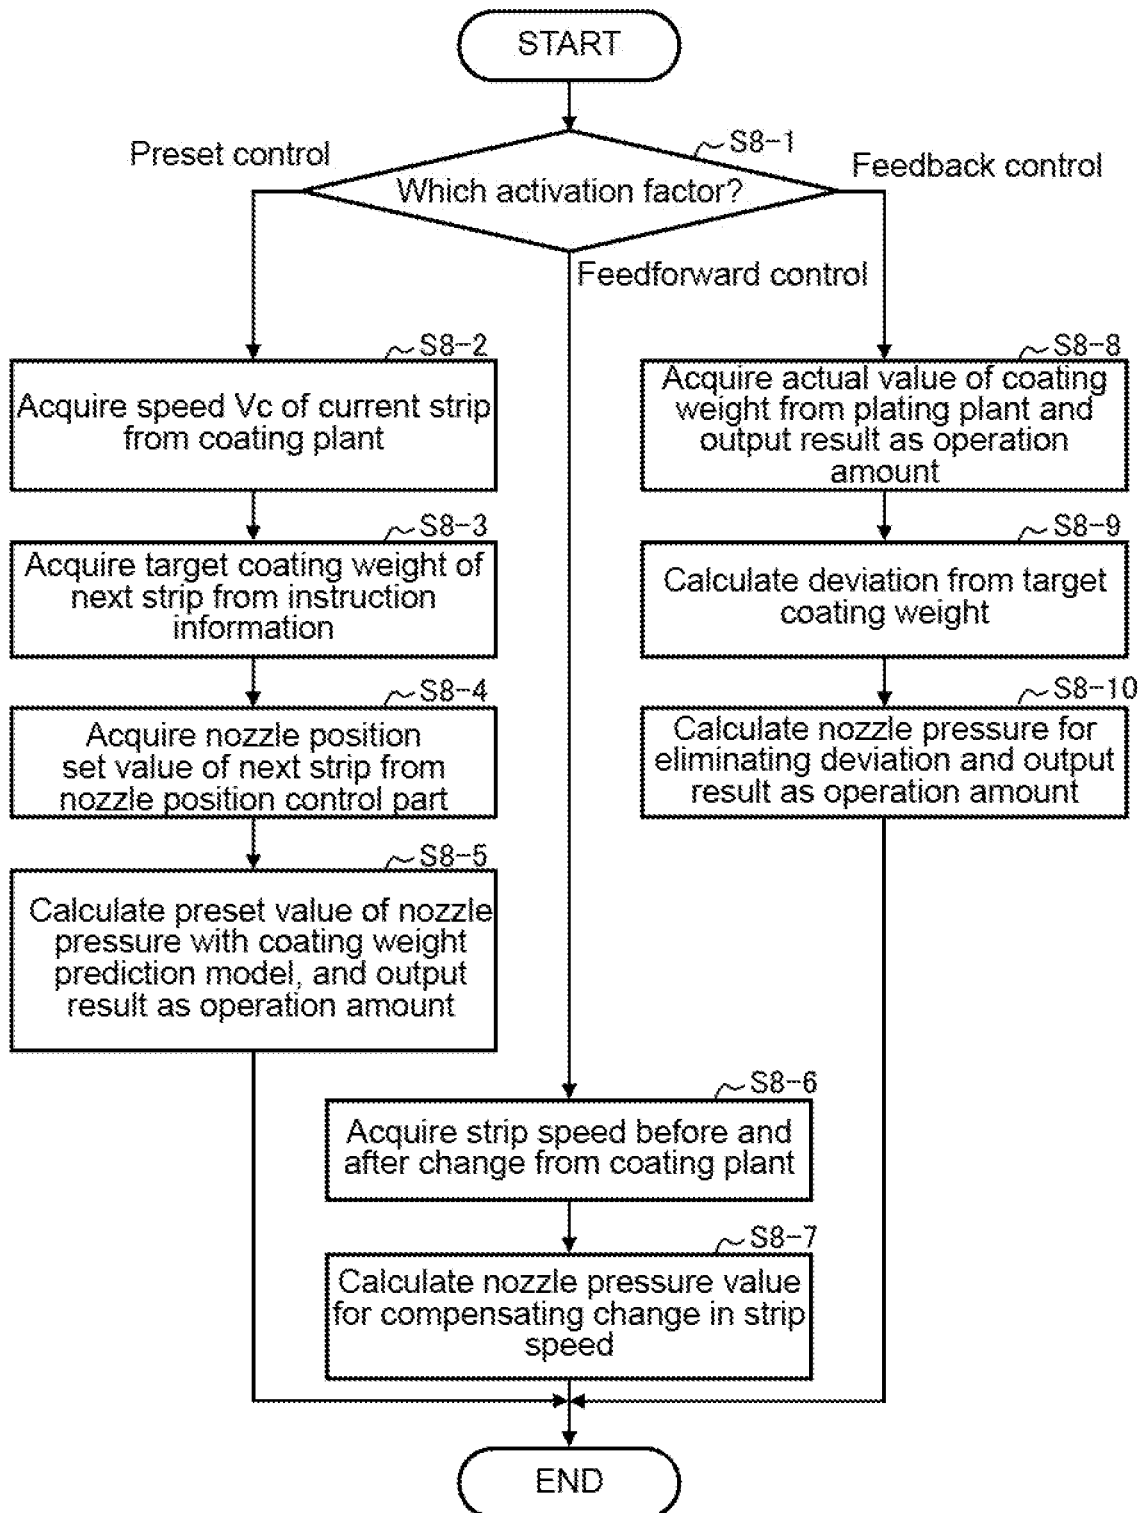 START
S8-1
Preset control
Which activation factor?
Feedback control
Feedforward control
S8-2
Acquire speed Vc of current strip
from coating plant
S8-3
Acquire target coating weight of
next strip from instruction
information
S8-4
Acquire nozzle position
set value of next strip from
nozzle position control part
S8-5
Calculate preset value of nozzle
pressure with coating weight
prediction model, and output
result as operation amount
S8-6
Acquire strip speed before and
after change from coating plant
S8-7
Calculate nozzle pressure value
for compensating change in strip
speed
S8-8
Acquire actual value of coating
weight from plating plant and
output result as operation
amount
S8-9
Calculate deviation from target
coating weight
S8-10
Calculate nozzle pressure for
eliminating deviation and output
result as operation amount
END